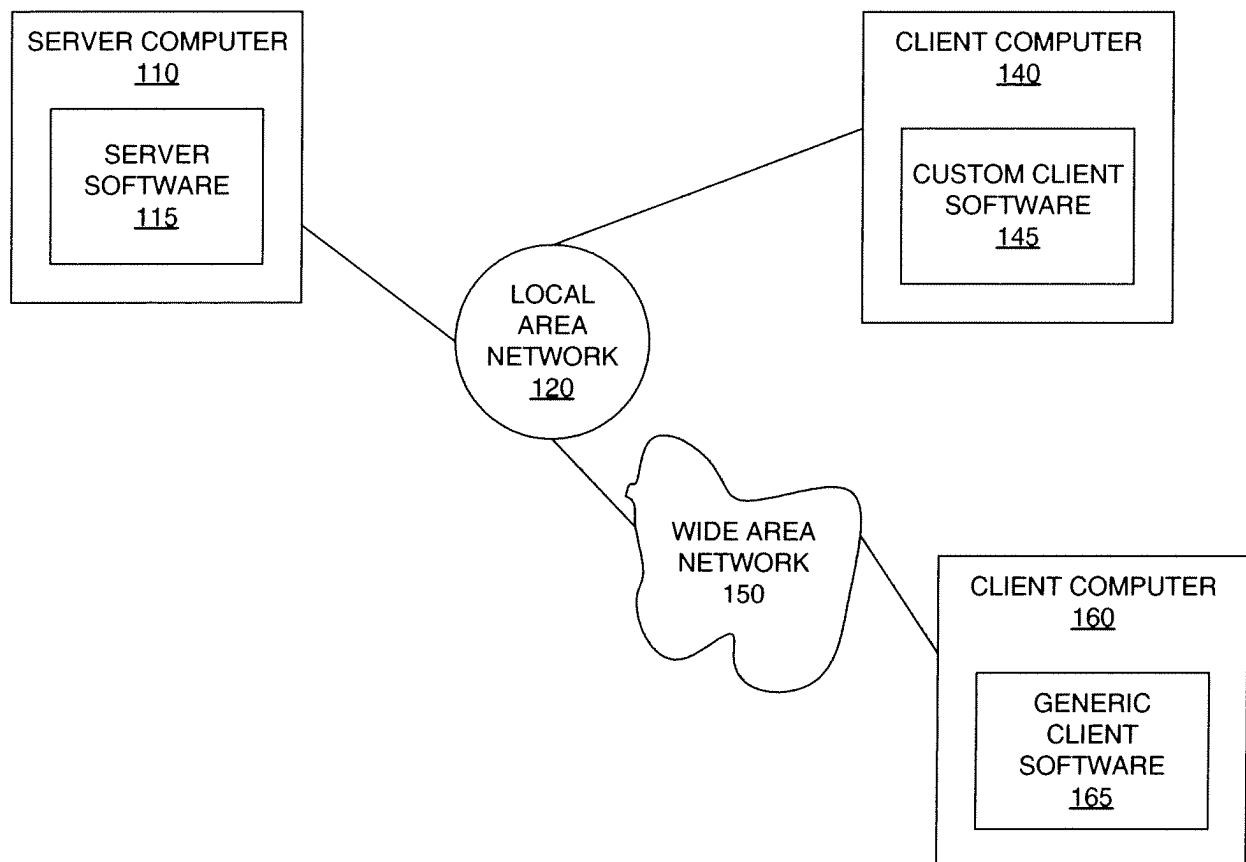 SERVER COMPUTER
110
SERVER
SOFTWARE
115
CLIENT COMPUTER
140
CUSTOM CLIENT
SOFTWARE
145
LOCAL
AREA
NETWORK
120
WIDE AREA
NETWORK
150
CLIENT COMPUTER
160
GENERIC
CLIENT
SOFTWARE
165